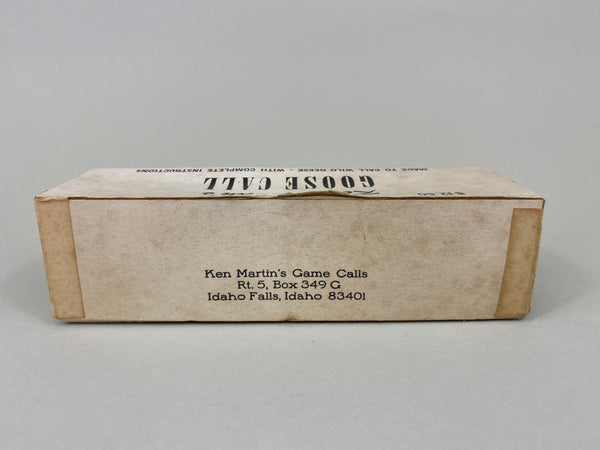 Ken Martin's Game Calls
Rt. 5, Box 349 G
Idaho Falls, Idaho 83401
GOOSE CALL
MADE TO CALL WILD GEESE • WITH COMPLETE INSTRUCTIONS